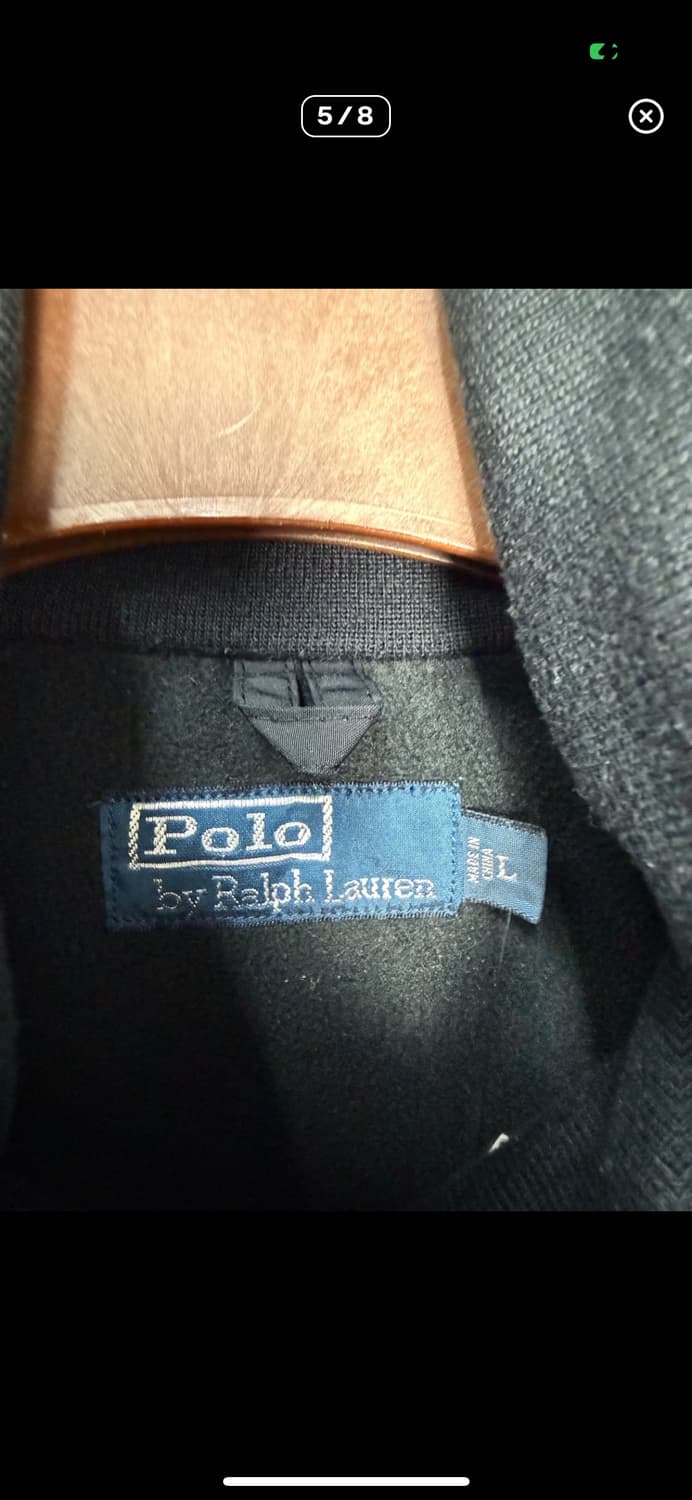 5/8
Polo
by Ralph Lauren
MADE IN
CHINA
L